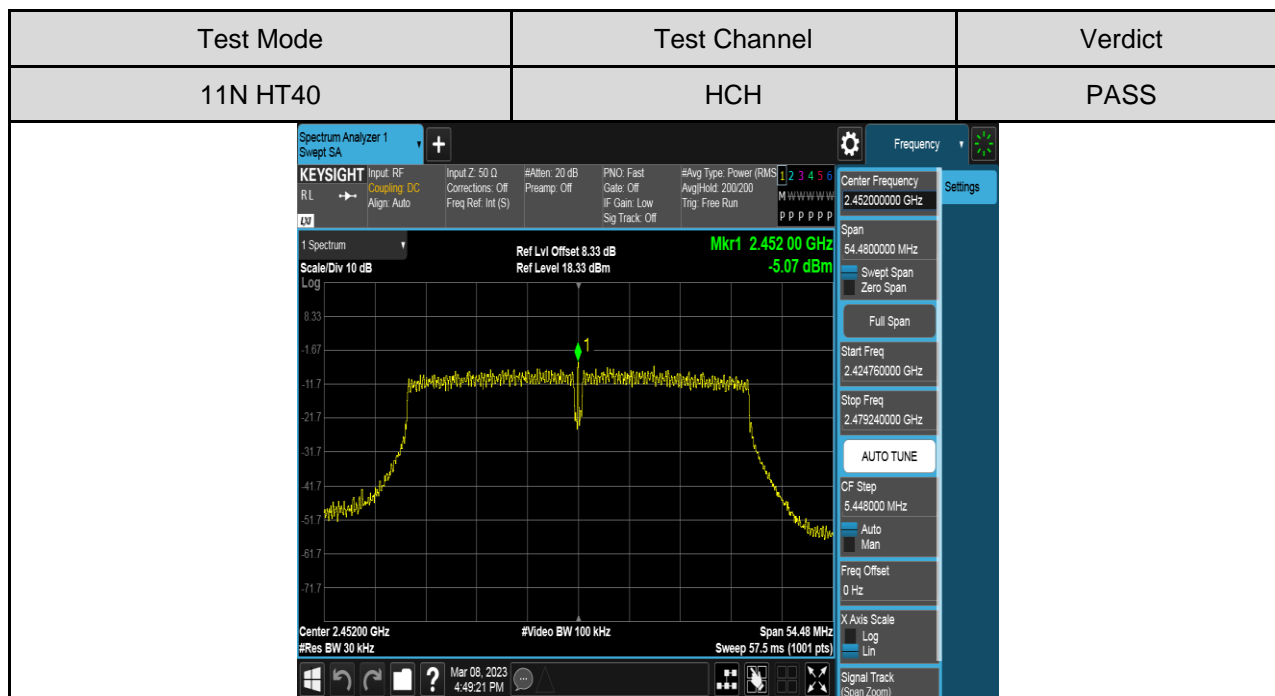 Test Mode Test Channel Verdict
11N HT40 HCH PASS
Spectrum Analyzer 1
Swept SA
+
Frequency
KEYSIGHT
RL
LXI
Input: RF
Coupling: DC
Align: Auto
Input Z: 50 Ω
Corrections: Off
Freq Ref: Int (S)
#Atten: 20 dB
Preamp: Off
PNO: Fast
Gate: Off
IF Gain: Low
Sig Track: Off
#Avg Type: Power (RMS
Avg|Hold: 200/200
Trig: Free Run
1 2 3 4 5 6
M W W W W W
P P P P P P
1 Spectrum
Scale/Div 10 dB
Ref Lvl Offset 8.33 dB
Ref Level 18.33 dBm
Mkr1 2.452 00 GHz
-5.07 dBm
Log
8.33
-1.67
-11.7
-21.7
-31.7
-41.7
-51.7
-61.7
-71.7
1
Center 2.45200 GHz
#Res BW 30 kHz
#Video BW 100 kHz
Span 54.48 MHz
Sweep 57.5 ms (1001 pts)
?
Mar 08, 2023
4:49:21 PM
Center Frequency
2.452000000 GHz
Settings
Span
54.4800000 MHz
Swept Span
Zero Span
Full Span
Start Freq
2.424760000 GHz
Stop Freq
2.479240000 GHz
AUTO TUNE
CF Step
5.448000 MHz
Auto
Man
Freq Offset
0 Hz
X Axis Scale
Log
Lin
Signal Track
(Span Zoom)